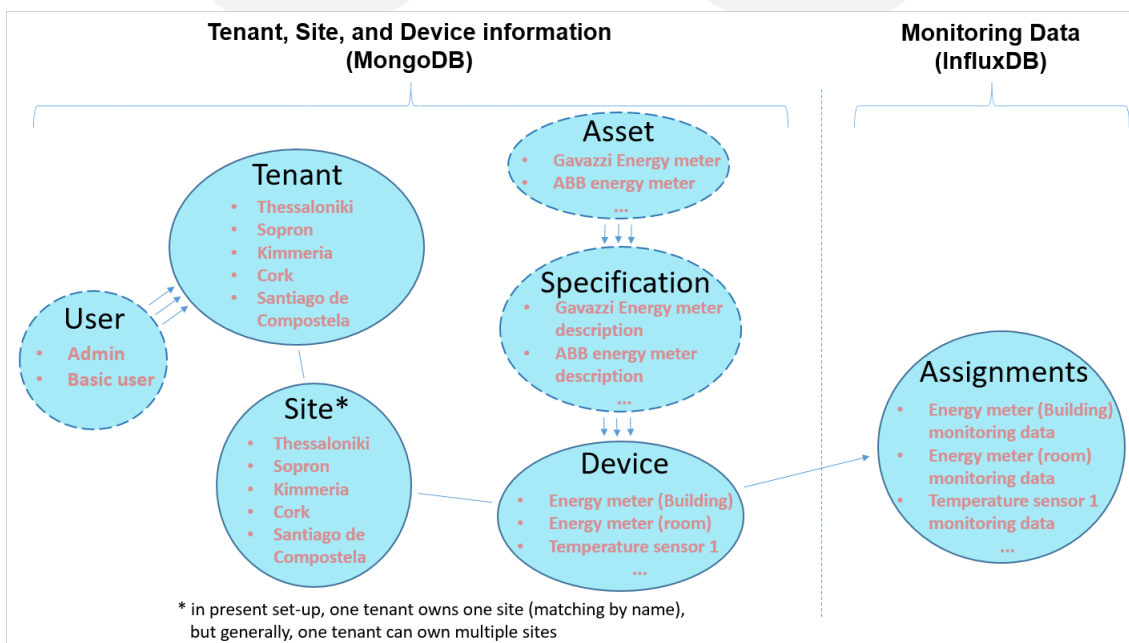 Tenant, Site, and Device information
(MongoDB)
Monitoring Data
(InfluxDB)
Asset
• Gavazzi Energy meter
• ABB energy meter
...
Tenant
• Thessaloniki
• Sopron
• Kimmeria
• Cork
• Santiago de
Compostela
Specification
• Gavazzi Energy meter
description
• ABB energy meter
description
...
User
• Admin
• Basic user
Site*
• Thessaloniki
• Sopron
• Kimmeria
• Cork
• Santiago de
Compostela
Device
• Energy meter (Building)
• Energy meter (room)
• Temperature sensor 1
...
Assignments
• Energy meter (Building)
monitoring data
• Energy meter (room)
monitoring data
• Temperature sensor 1
monitoring data
...
* in present set-up, one tenant owns one site (matching by name),
but generally, one tenant can own multiple sites